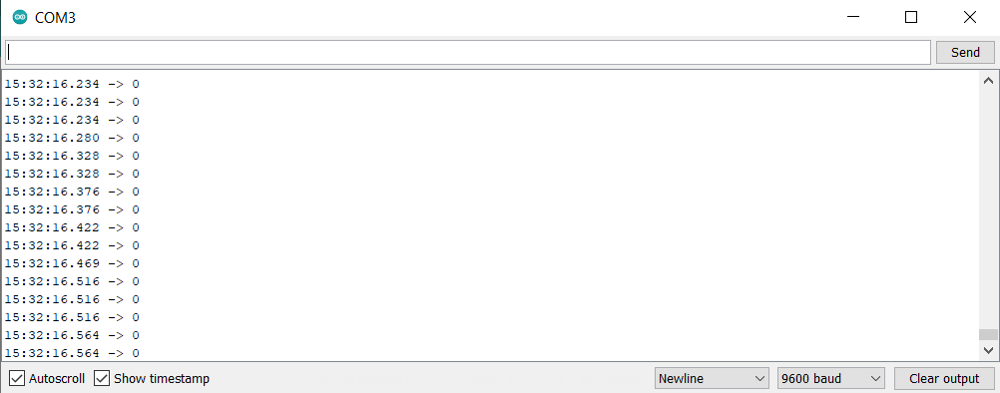 COM3
Send
15:32:16.234 -> 0
15:32:16.234 -> 0
15:32:16.234 -> 0
15:32:16.280 -> 0
15:32:16.328 -> 0
15:32:16.328 -> 0
15:32:16.376 -> 0
15:32:16.376 -> 0
15:32:16.422 -> 0
15:32:16.422 -> 0
15:32:16.469 -> 0
15:32:16.516 -> 0
15:32:16.516 -> 0
15:32:16.516 -> 0
15:32:16.564 -> 0
15:32:16.564 -> 0
Autoscroll Show timestamp Newline 9600 baud Clear output